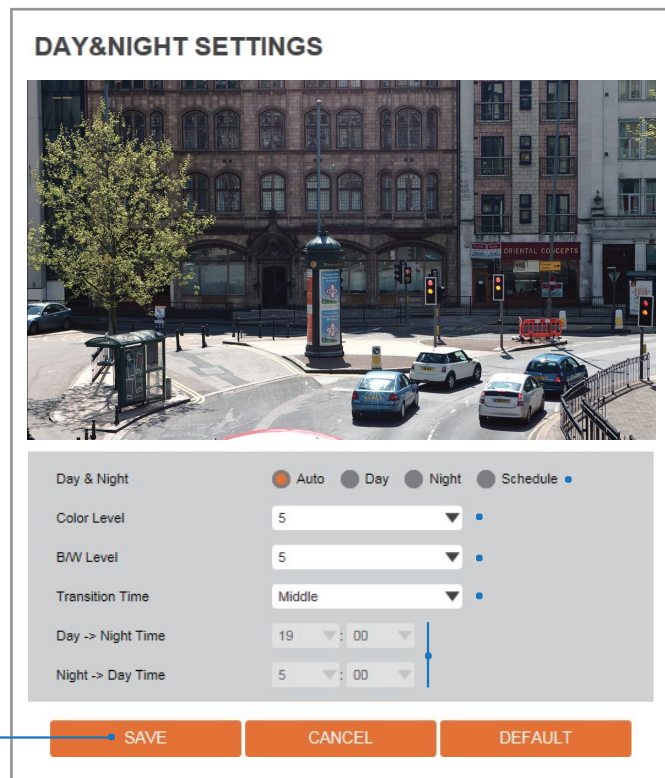 DAY&NIGHT SETTINGS
ORIENTAL CONCEPTS
Day & Night Auto Day Night Schedule
Color Level 5
B/W Level 5
Transition Time Middle
Day -> Night Time 19 : 00
Night -> Day Time 5 : 00
SAVE CANCEL DEFAULT